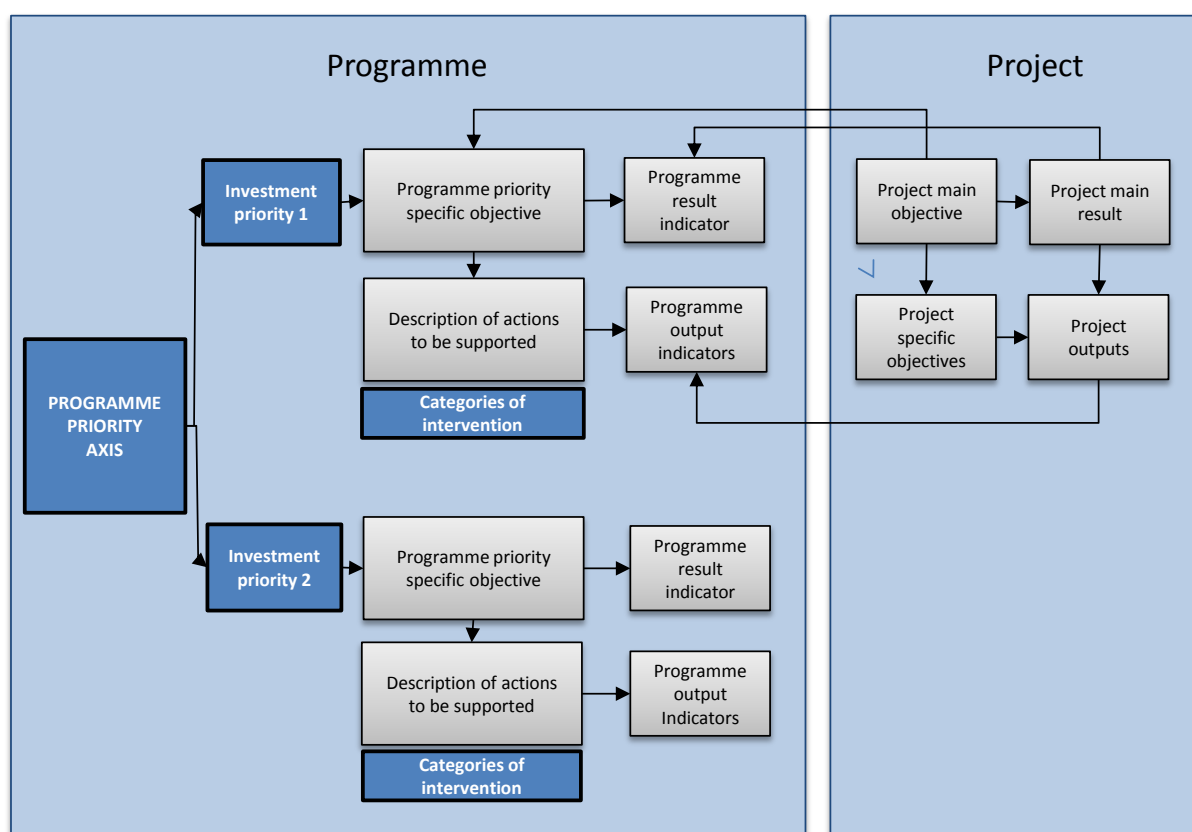 Programme
Project
Investment
priority 1
Programme priority
specific objective
Programme
result
indicator
Project main
objective
Project main
result
Description of actions
to be supported
Programme
output
indicators
Project
specific
objectives
Project
outputs
Categories of
intervention
PROGRAMME
PRIORITY
AXIS
Investment
priority 2
Programme priority
specific objective
Programme
result
indicator
Description of actions
to be supported
Programme
output
Indicators
Categories of
intervention